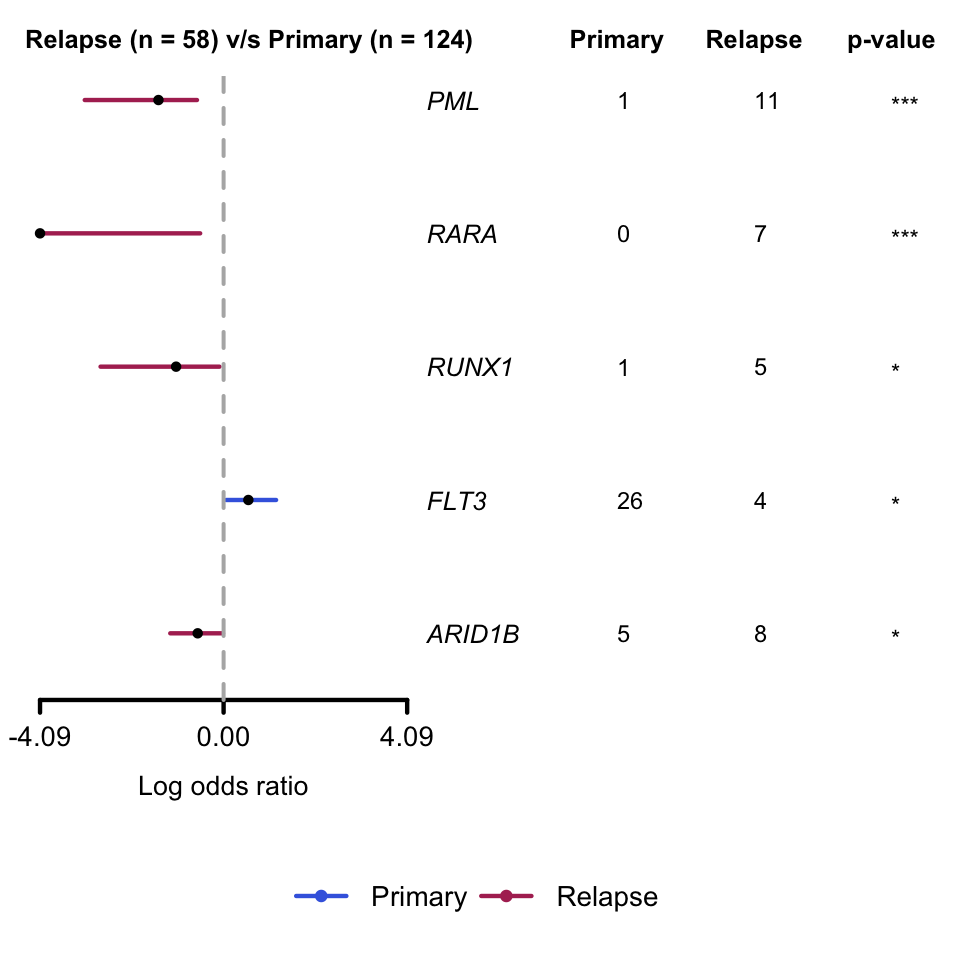 Relapse (n = 58) v/s Primary (n = 124) Primary Relapse p-value
PML 1 11 ***
RARA 0 7 ***
RUNX1 1 5 *
FLT3 26 4 *
ARID1B 5 8 *
-4.09 0.00 4.09
Log odds ratio
Primary Relapse